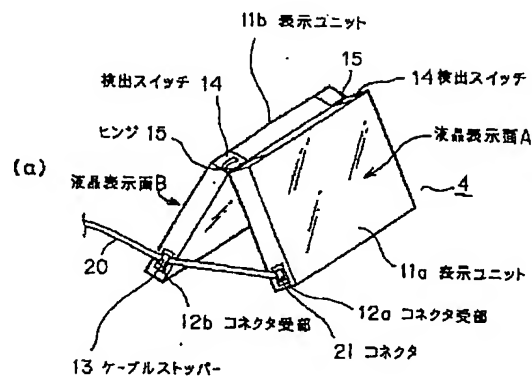 11b 表示ユニット
15
検出スイッチ 14
14 検出スイッチ
ヒンジ 15
液晶表示面A
(a)
液晶表示面B
4
20
11a 表示ユニット
12b コネクタ受部
12a コネクタ受部
13 ケーブルストッパー
21 コネクタ